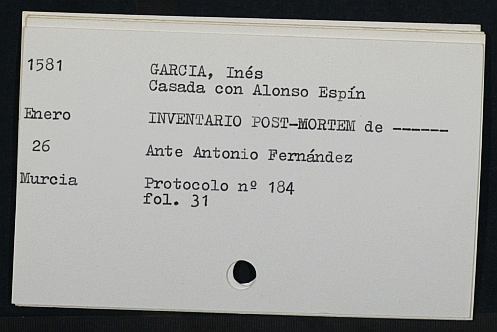 1581 GARCIA, Inés
Casada con Alonso Espín
Enero INVENTARIO POST-MORTEM de ------
26 Ante Antonio Fernández
Murcia Protocolo nº 184
fol. 31